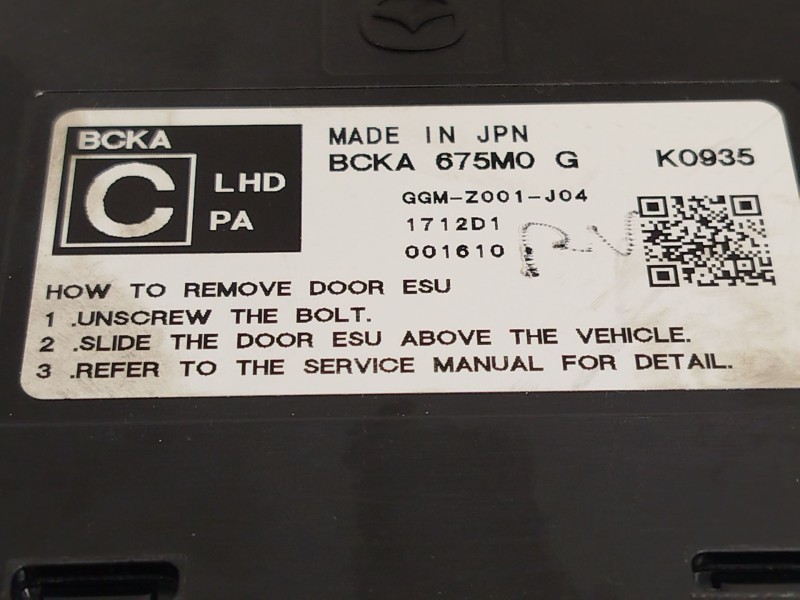 BCKA
C
LHD
PA
MADE IN JPN
BCKA 675M0 G K0935
GGM-Z001-J04
1712D1
001610
HOW TO REMOVE DOOR ESU
1 .UNSCREW THE BOLT.
2 .SLIDE THE DOOR ESU ABOVE THE VEHICLE.
3 .REFER TO THE SERVICE MANUAL FOR DETAIL.